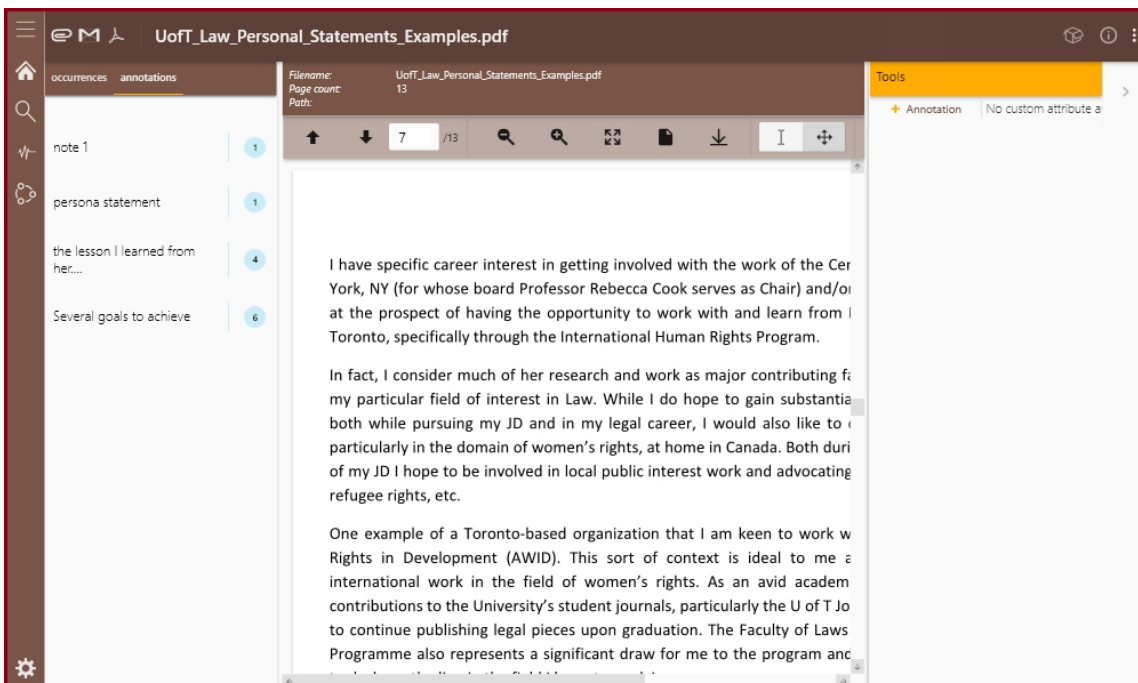 UofT_Law_Personal_Statements_Examples.pdf
occurrences annotations
note 1 1
persona statement 1
the lesson I learned from
her.... 4
Several goals to achieve 6
Filename: UofT_Law_Personal_Statements_Examples.pdf
Page count: 13
Path:
7 /13
I have specific career interest in getting involved with the work of the Cen
York, NY (for whose board Professor Rebecca Cook serves as Chair) and/or
at the prospect of having the opportunity to work with and learn from
Toronto, specifically through the International Human Rights Program.
In fact, I consider much of her research and work as major contributing fa
my particular field of interest in Law. While I do hope to gain substantia
both while pursuing my JD and in my legal career, I would also like to
particularly in the domain of women's rights, at home in Canada. Both duri
of my JD I hope to be involved in local public interest work and advocating
refugee rights, etc.
One example of a Toronto-based organization that I am keen to work w
Rights in Development (AWID). This sort of context is ideal to me a
international work in the field of women's rights. As an avid academ
contributions to the University's student journals, particularly the U of T Jo
to continue publishing legal pieces upon graduation. The Faculty of Laws
Programme also represents a significant draw for me to the program and
Tools
+ Annotation No custom attribute a